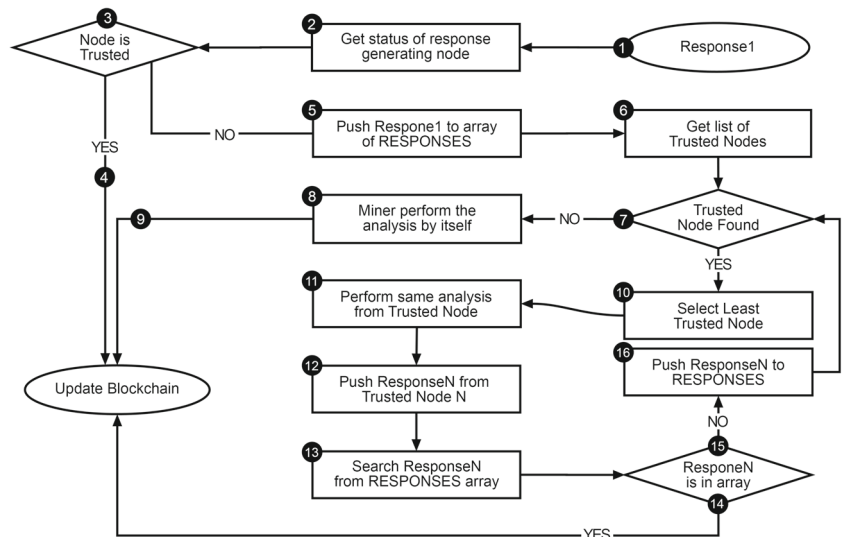 1
Response1
2
Get status of response
generating node
3
Node is
Trusted
YES
4
NO
5
Push Respone1 to array
of RESPONSES
6
Get list of
Trusted Nodes
7
Trusted
Node Found
NO
8
Miner perform the
analysis by itself
9
YES
10
Select Least
Trusted Node
11
Perform same analysis
from Trusted Node
12
Push ResponseN from
Trusted Node N
13
Search ResponseN
from RESPONSES array
ResponeN
is in array
14
YES
15
NO
16
Push ResponseN to
RESPONSES
Update Blockchain